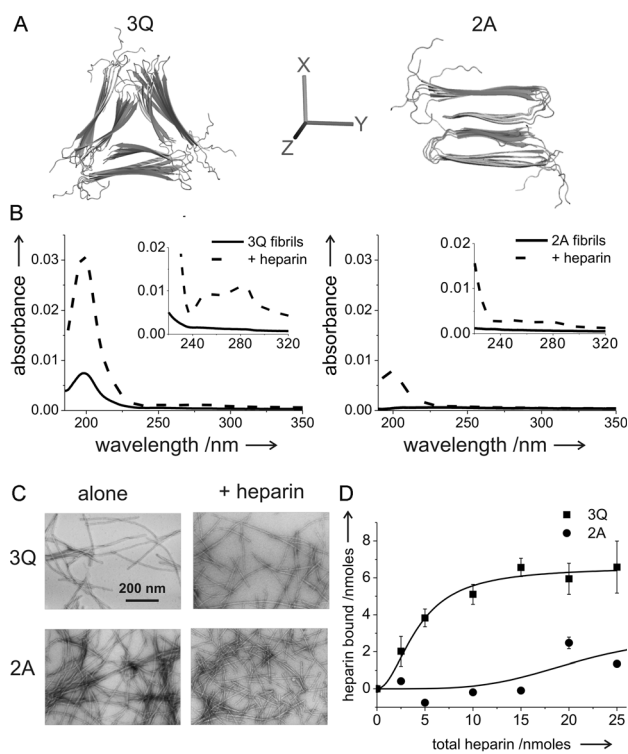 A
3Q
2A
X
Y
Z
B
absorbance
0.03
0.02
0.01
0.00
200
250
300
350
wavelength /nm
0.02
0.01
0.00
240
280
320
3Q fibrils
+ heparin
absorbance
0.03
0.02
0.01
0.00
200
250
300
350
wavelength /nm
0.02
0.01
0.00
240
280
320
2A fibrils
+ heparin
C
alone
+ heparin
3Q
200 nm
2A
D
heparin bound /nmoles
8
6
4
2
0
0
5
10
15
20
25
total heparin /nmoles
3Q
2A